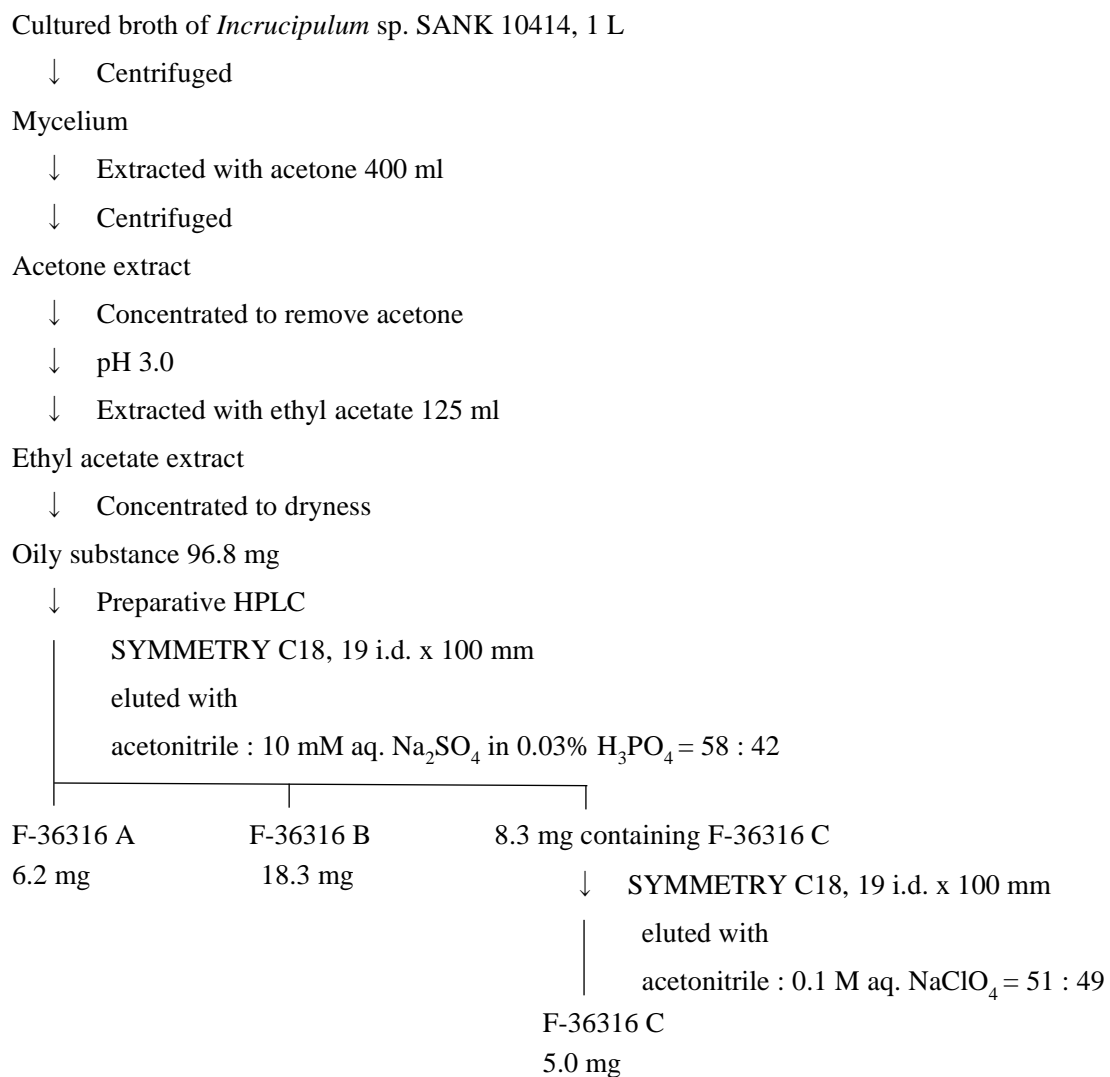 Cultured broth of Incrucipulum sp. SANK 10414, 1 L
↓ Centrifuged
Mycelium
↓ Extracted with acetone 400 ml
↓ Centrifuged
Acetone extract
↓ Concentrated to remove acetone
↓ pH 3.0
↓ Extracted with ethyl acetate 125 ml
Ethyl acetate extract
↓ Concentrated to dryness
Oily substance 96.8 mg
↓ Preparative HPLC
SYMMETRY C18, 19 i.d. x 100 mm
eluted with
acetonitrile : 10 mM aq. Na₂SO₄ in 0.03% H₃PO₄ = 58 : 42
F-36316 A F-36316 B 8.3 mg containing F-36316 C
6.2 mg 18.3 mg ↓ SYMMETRY C18, 19 i.d. x 100 mm
eluted with
acetonitrile : 0.1 M aq. NaClO₄ = 51 : 49
F-36316 C
5.0 mg